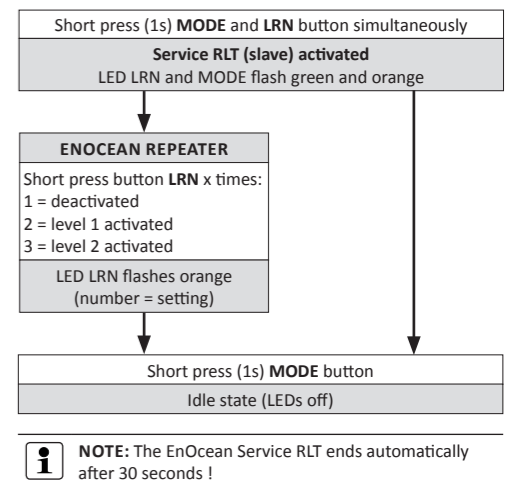 Short press (1s) MODE and LRN button simultaneously
Service RLT (slave) activated
LED LRN and MODE flash green and orange
ENOCEAN REPEATER
Short press button LRN x times:
1 = deactivated
2 = level 1 activated
3 = level 2 activated
LED LRN flashes orange
(number = setting)
Short press (1s) MODE button
Idle state (LEDs off)
i
NOTE: The EnOcean Service RLT ends automatically
after 30 seconds !